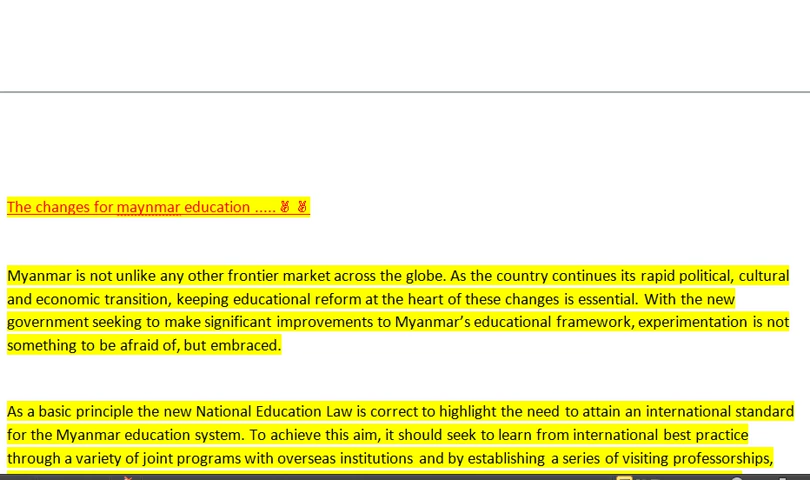 The changes for maynmar education ..... ✌ ✌
Myanmar is not unlike any other frontier market across the globe. As the country continues its rapid political, cultural
and economic transition, keeping educational reform at the heart of these changes is essential. With the new
government seeking to make significant improvements to Myanmar’s educational framework, experimentation is not
something to be afraid of, but embraced.
As a basic principle the new National Education Law is correct to highlight the need to attain an international standard
for the Myanmar education system. To achieve this aim, it should seek to learn from international best practice
through a variety of joint programs with overseas institutions and by establishing a series of visiting professorships,